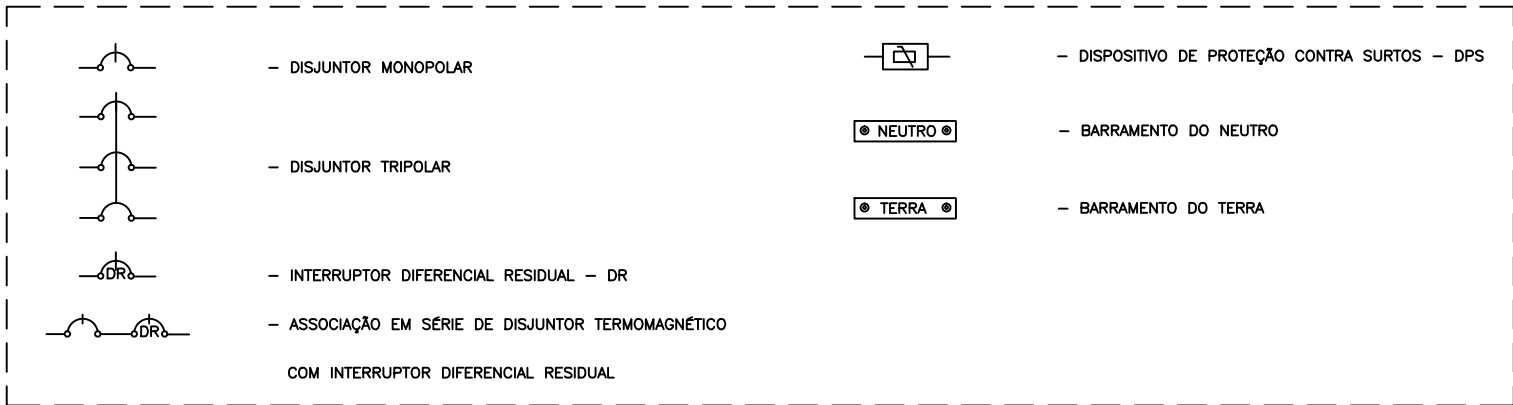 – DISJUNTOR MONOPOLAR
– DISJUNTOR TRIPOLAR
DR
– INTERRUPTOR DIFERENCIAL RESIDUAL – DR
DR
– ASSOCIAÇÃO EM SÉRIE DE DISJUNTOR TERMOMAGNÉTICO
COM INTERRUPTOR DIFERENCIAL RESIDUAL
– DISPOSITIVO DE PROTEÇÃO CONTRA SURTOS – DPS
NEUTRO
– BARRAMENTO DO NEUTRO
TERRA
– BARRAMENTO DO TERRA